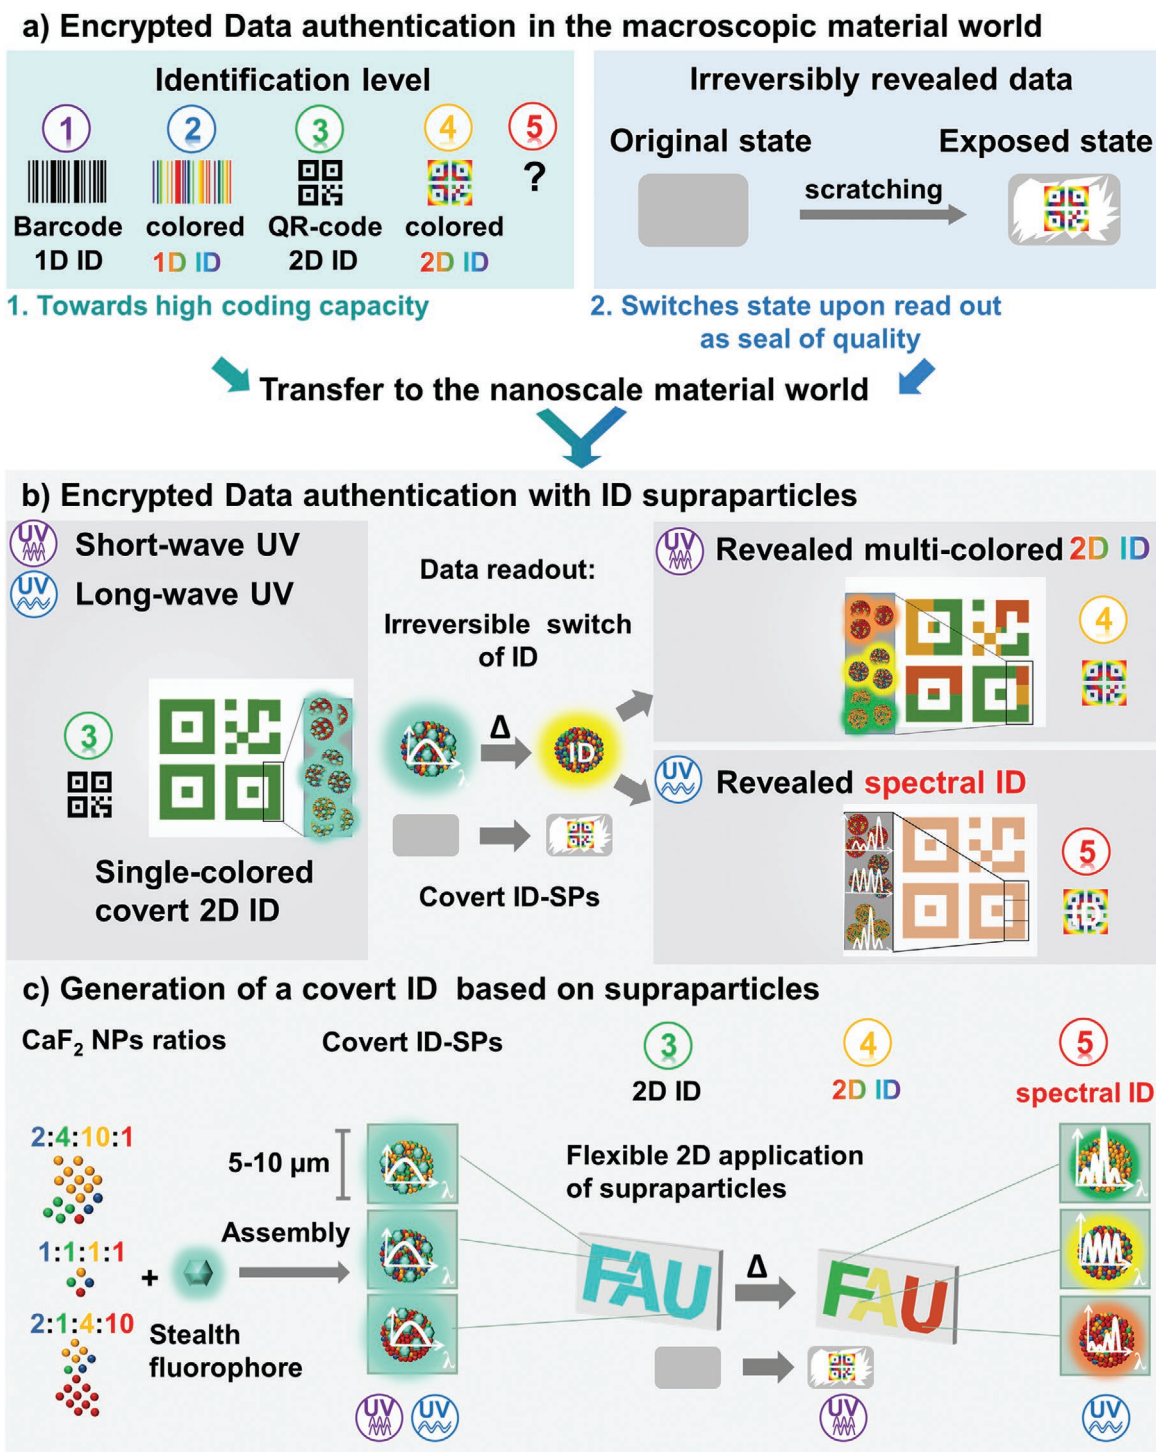 a) Encrypted Data authentication in the macroscopic material world
Identification level
1
2
3
4
5
?
Barcode
1D ID
colored
1D ID
QR-code
2D ID
colored
2D ID
1. Towards high coding capacity
Irreversibly revealed data
Original state
Exposed state
scratching
2. Switches state upon read out
as seal of quality
Transfer to the nanoscale material world
b) Encrypted Data authentication with ID supraparticles
UV
Short-wave UV
UV
Long-wave UV
3
Single-colored
covert 2D ID
Data readout:
Irreversible switch
of ID
λ
Δ
ID
Covert ID-SPs
UV
Revealed multi-colored 2D ID
4
UV
Revealed spectral ID
5
ID
c) Generation of a covert ID based on supraparticles
CaF₂ NPs ratios
Covert ID-SPs
3
2D ID
4
2D ID
5
spectral ID
2:4:10:1
1:1:1:1
2:1:4:10
+
Stealth
fluorophore
5-10 µm
Assembly
λ
λ
λ
UV
UV
Flexible 2D application
of supraparticles
FAU
Δ
FAU
UV
λ
λ
λ
UV